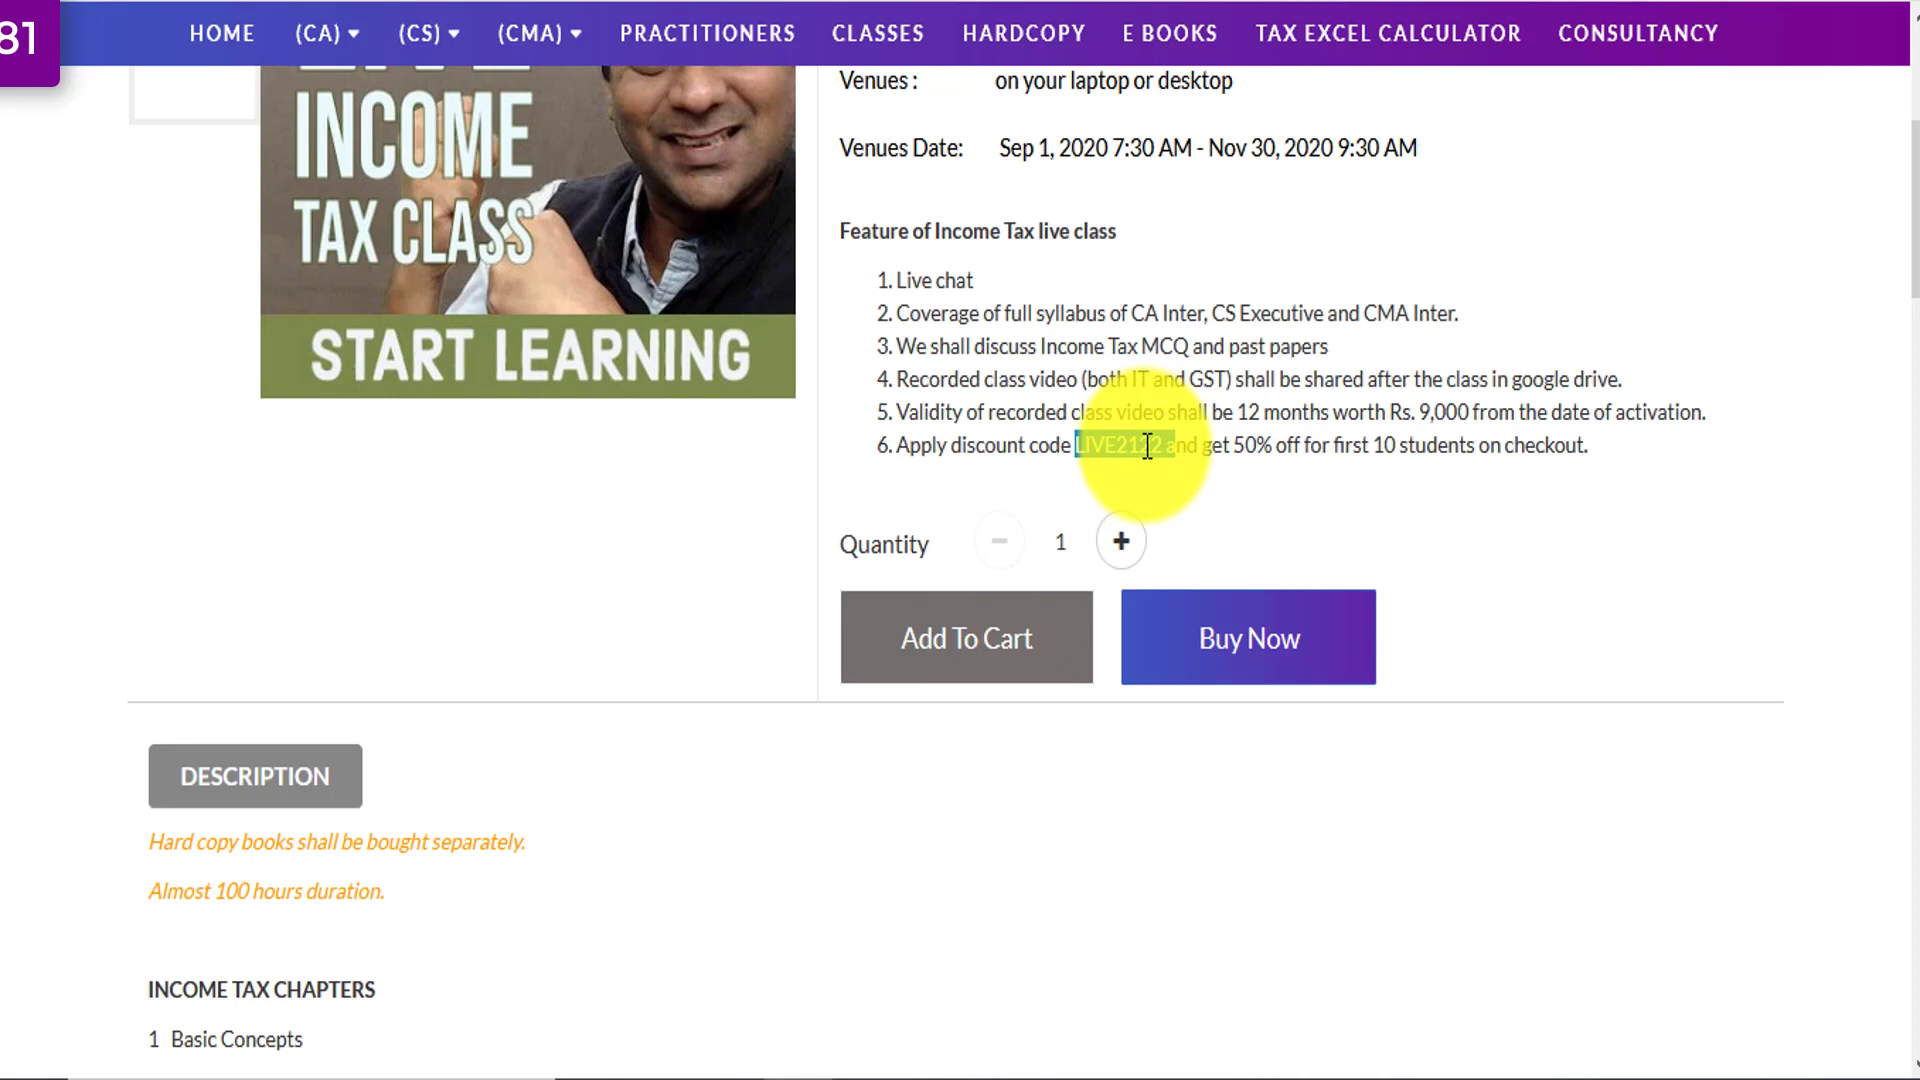 81
HOME (CA) (CS) (CMA) PRACTITIONERS CLASSES HARDCOPY E BOOKS TAX EXCEL CALCULATOR CONSULTANCY
INCOME
TAX CLASS
START LEARNING
Venues : on your laptop or desktop
Venues Date: Sep 1, 2020 7:30 AM - Nov 30, 2020 9:30 AM
Feature of Income Tax live class
1. Live chat
2. Coverage of full syllabus of CA Inter, CS Executive and CMA Inter.
3. We shall discuss Income Tax MCQ and past papers
4. Recorded class video (both IT and GST) shall be shared after the class in google drive.
5. Validity of recorded class video shall be 12 months worth Rs. 9,000 from the date of activation.
6. Apply discount code LIVE2122 and get 50% off for first 10 students on checkout.
Quantity − 1 +
Add To Cart Buy Now
DESCRIPTION
Hard copy books shall be bought separately.
Almost 100 hours duration.
INCOME TAX CHAPTERS
1 Basic Concepts